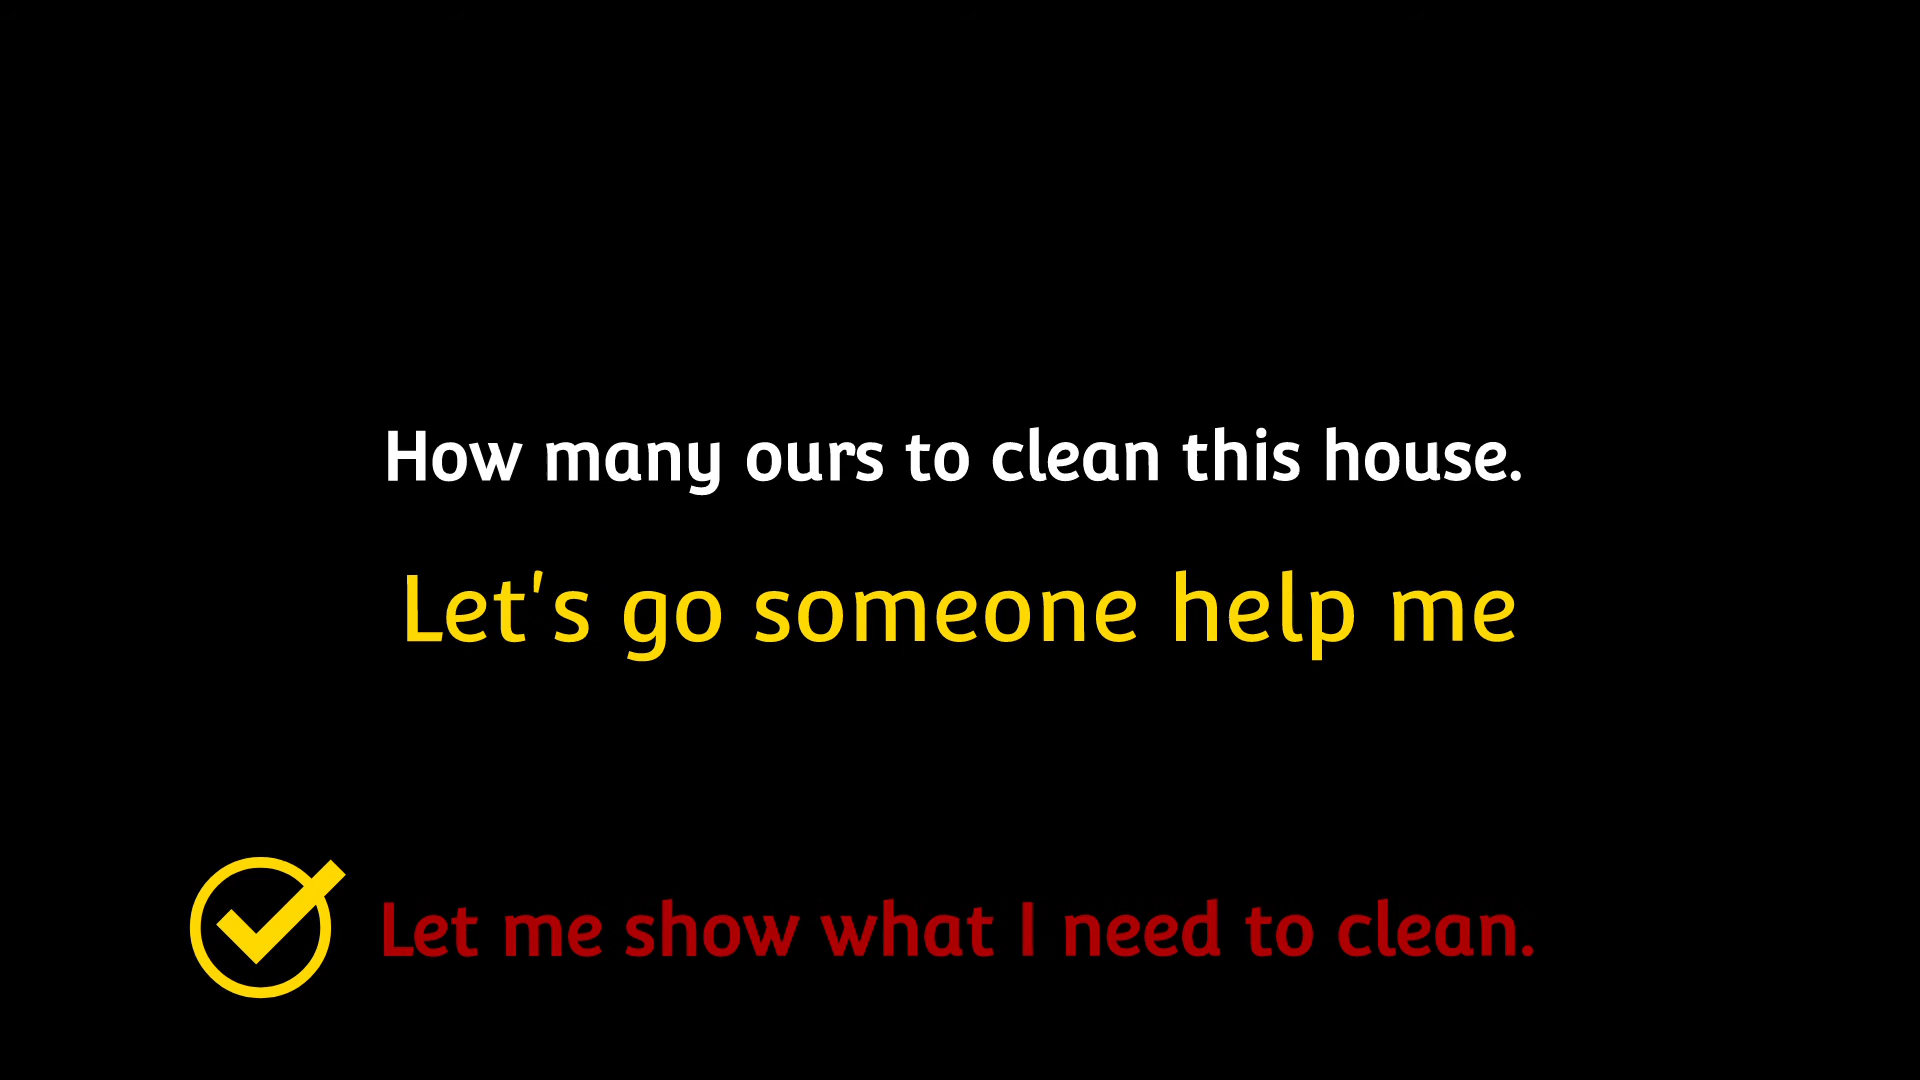 How many ours to clean this house.
Let's go someone help me
Let me show what I need to clean.